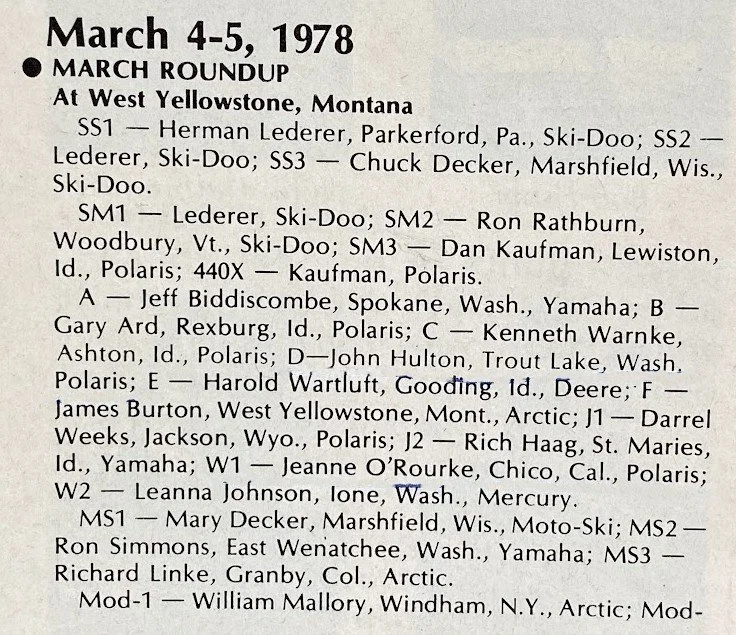 March 4-5, 1978
● MARCH ROUNDUP
At West Yellowstone, Montana
SS1 — Herman Lederer, Parkerford, Pa., Ski-Doo; SS2 —
Lederer, Ski-Doo; SS3 — Chuck Decker, Marshfield, Wis.,
Ski-Doo.
SM1 — Lederer, Ski-Doo; SM2 — Ron Rathburn,
Woodbury, Vt., Ski-Doo; SM3 — Dan Kaufman, Lewiston,
Id., Polaris; 440X — Kaufman, Polaris.
A — Jeff Biddiscombe, Spokane, Wash., Yamaha; B —
Gary Ard, Rexburg, Id., Polaris; C — Kenneth Warnke,
Ashton, Id., Polaris; D—John Hulton, Trout Lake, Wash.
Polaris; E — Harold Wartluft, Gooding, Id., Deere; F —
James Burton, West Yellowstone, Mont., Arctic; J1 — Darrel
Weeks, Jackson, Wyo., Polaris; J2 — Rich Haag, St. Maries,
Id., Yamaha; W1 — Jeanne O'Rourke, Chico, Cal., Polaris;
W2 — Leanna Johnson, Ione, Wash., Mercury.
MS1 — Mary Decker, Marshfield, Wis., Moto-Ski; MS2 —
Ron Simmons, East Wenatchee, Wash., Yamaha; MS3 —
Richard Linke, Granby, Col., Arctic.
Mod-1 — William Mallory, Windham, N.Y., Arctic; Mod-